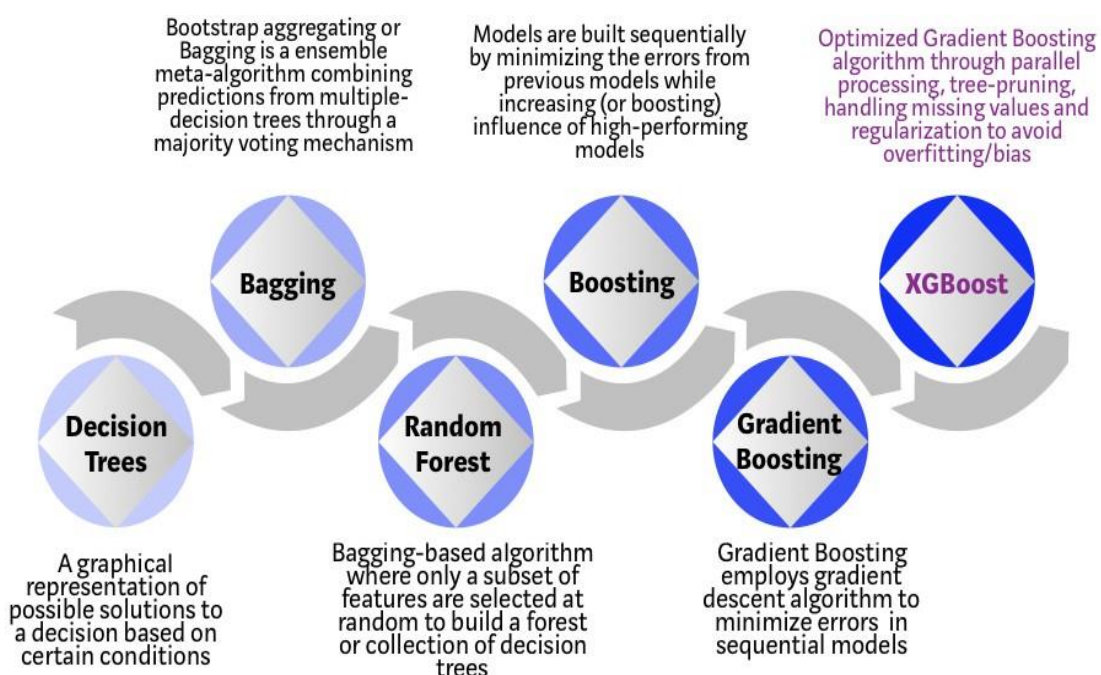 Bootstrap aggregating or
Bagging is a ensemble
meta-algorithm combining
predictions from multiple-
decision trees through a
majority voting mechanism
Models are built sequentially
by minimizing the errors from
previous models while
increasing (or boosting)
influence of high-performing
models
Optimized Gradient Boosting
algorithm through parallel
processing, tree-pruning,
handling missing values and
regularization to avoid
overfitting/bias
Bagging
Boosting
XGBoost
Decision
Trees
Random
Forest
Gradient
Boosting
A graphical
representation of
possible solutions to
a decision based on
certain conditions
Bagging-based algorithm
where only a subset of
features are selected at
random to build a forest
or collection of decision
trees
Gradient Boosting
employs gradient
descent algorithm to
minimize errors in
sequential models